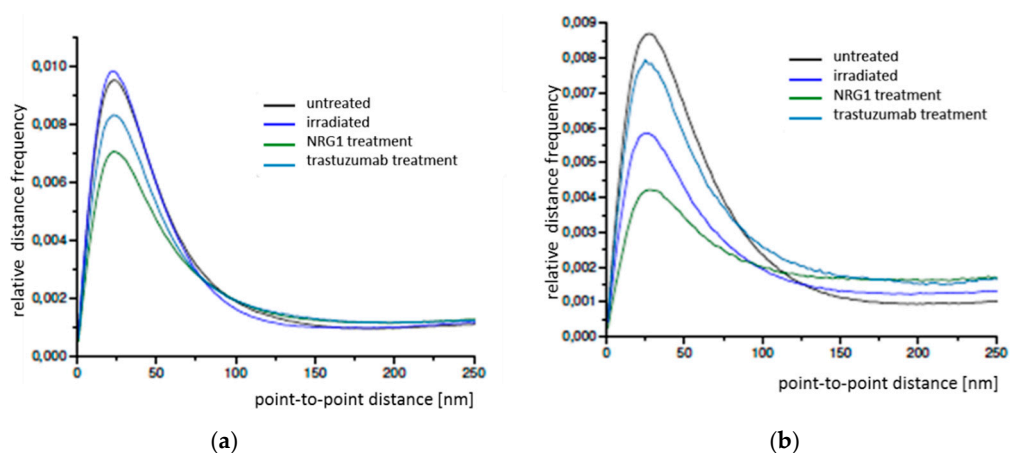 relative distance frequency
0,010
0,008
0,006
0,004
0,002
0,000
untreated
irradiated
NRG1 treatment
trastuzumab treatment
0 50 100 150 200 250
point-to-point distance [nm]
(a)
relative distance frequency
0,009
0,008
0,007
0,006
0,005
0,004
0,003
0,002
0,001
0,000
untreated
irradiated
NRG1 treatment
trastuzumab treatment
0 50 100 150 200 250
point-to-point distance [nm]
(b)